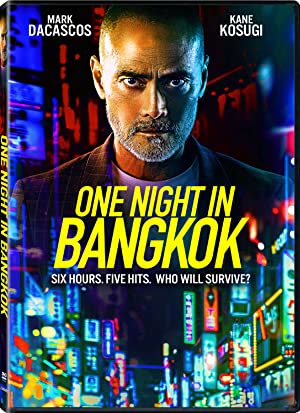 MARK
DACASCOS
KANE
KOSUGI
ONE NIGHT IN
BANGKOK
SIX HOURS. FIVE HITS. WHO WILL SURVIVE?
ONE NIGHT IN BANGKOK